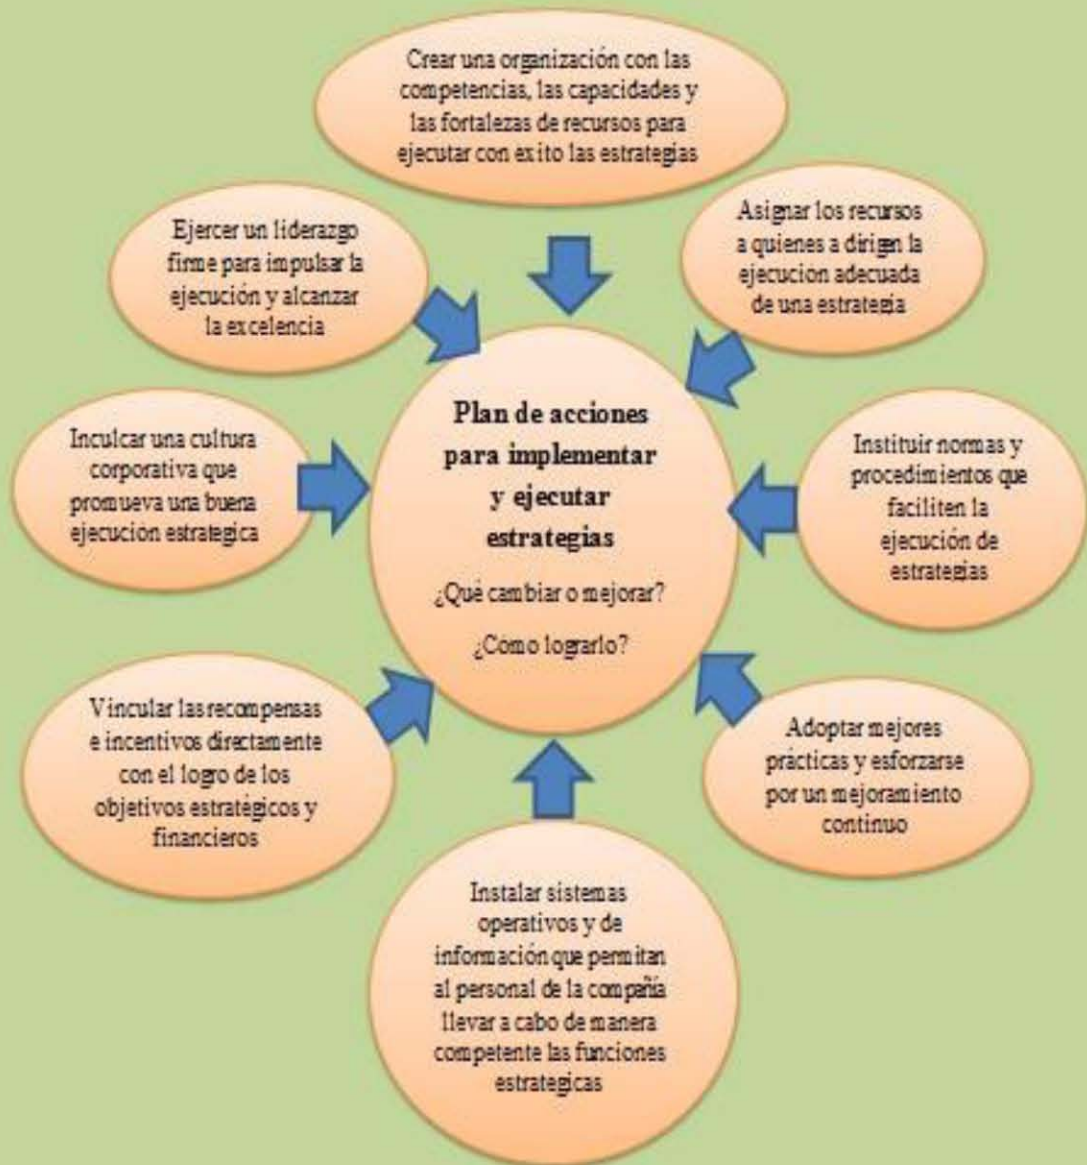 Crear una organización con las
competencias, las capacidades y
las fortalezas de recursos para
ejecutar con exito las estrategias
Asignar los recursos
a quienes a dirigen la
ejecución adecuada
de una estrategia
Instituir normas y
procedimientos que
faciliten la
ejecución de
estrategias
Adoptar mejores
prácticas y esforzarse
por un mejoramiento
continuo
Instalar sistemas
operativos y de
información que permitan
al personal de la compañía
llevar a cabo de manera
competente las funciones
estrategicas
Vincular las recompensas
e incentivos directamente
con el logro de los
objetivos estratégicos y
financieros
Inculcar una cultura
corporativa que
promueva una buena
ejecución estrategica
Ejercer un liderazgo
firme para impulsar la
ejecución y alcanzar
la excelencia
Plan de acciones
para implementar
y ejecutar
estrategias
¿Qué cambiar o mejorar?
¿Cómo lograrlo?